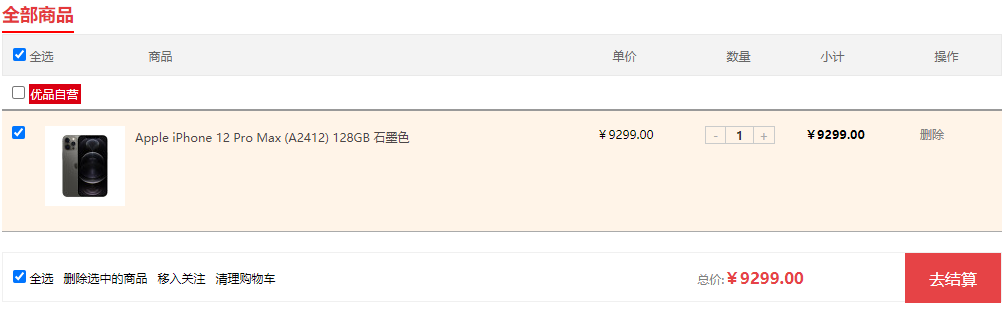 全部商品
全选 商品 单价 数量 小计 操作
优品自营
Apple iPhone 12 Pro Max (A2412) 128GB 石墨色 ￥9299.00 - 1 + ￥9299.00 删除
全选 删除选中的商品 移入关注 清理购物车 总价:￥9299.00 去结算